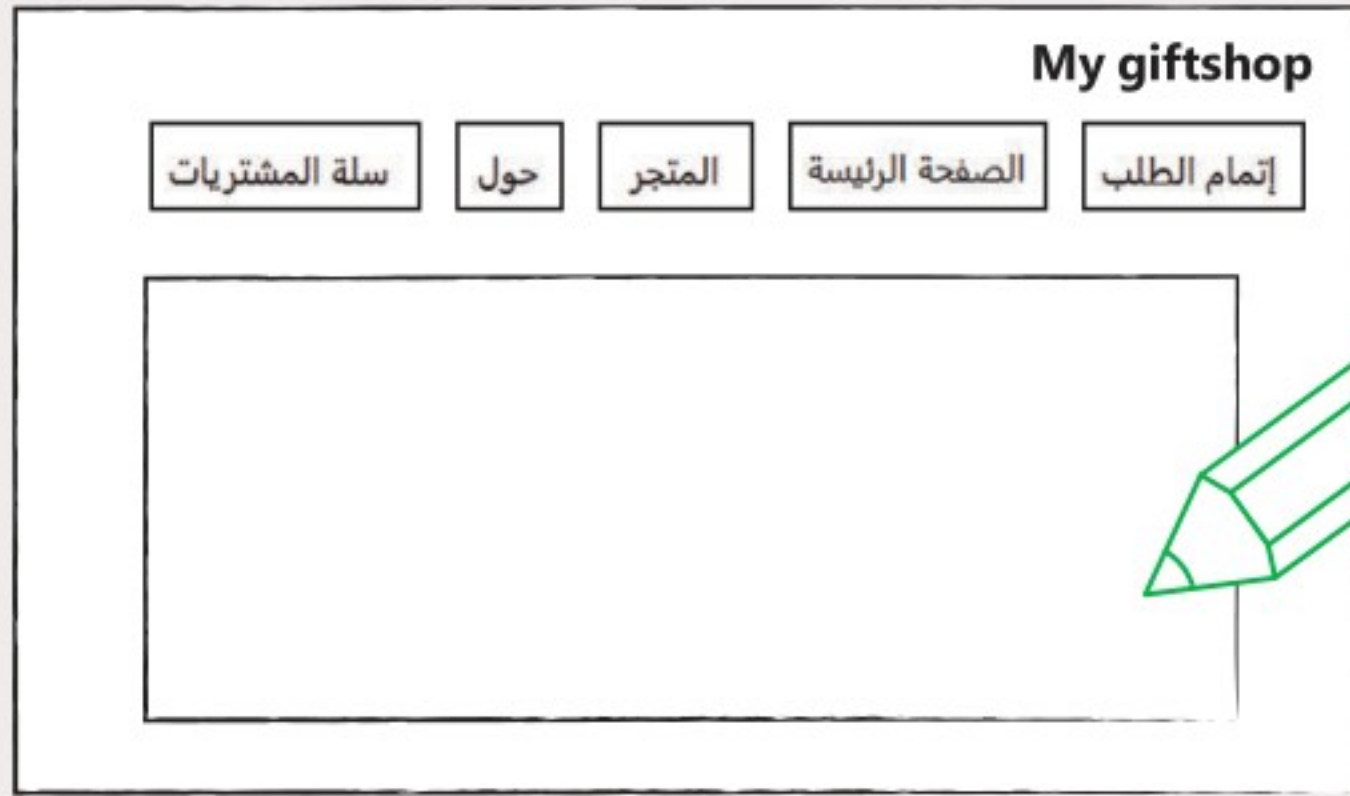 My giftshop
إتمام الطلب
الصفحة الرئيسة
المتجر
حول
سلة المشتريات